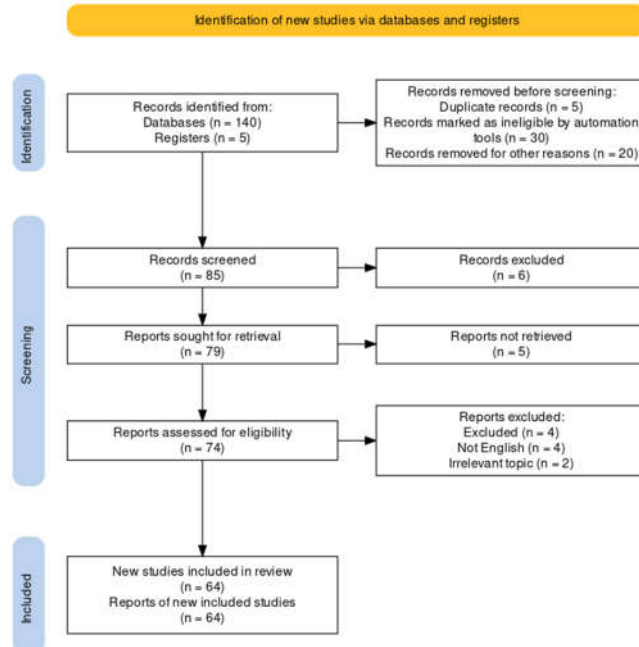 Identification of new studies via databases and registers
Identification
Records identified from:
Databases (n = 140)
Registers (n = 5)
Records removed before screening:
Duplicate records (n = 5)
Records marked as ineligible by automation
tools (n = 30)
Records removed for other reasons (n = 20)
Screening
Records screened
(n = 85)
Records excluded
(n = 6)
Reports sought for retrieval
(n = 79)
Reports not retrieved
(n = 5)
Reports assessed for eligibility
(n = 74)
Reports excluded:
Excluded (n = 4)
Not English (n = 4)
Irrelevant topic (n = 2)
Included
New studies included in review
(n = 64)
Reports of new included studies
(n = 64)